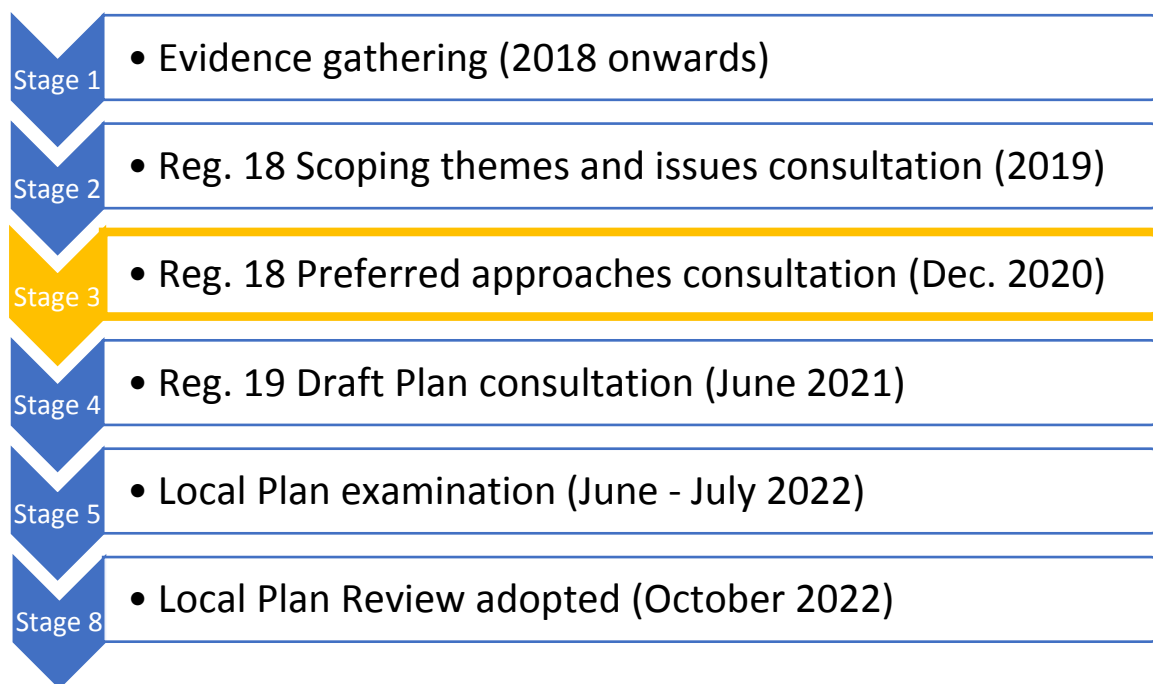 Stage 1
• Evidence gathering (2018 onwards)
Stage 2
• Reg. 18 Scoping themes and issues consultation (2019)
Stage 3
• Reg. 18 Preferred approaches consultation (Dec. 2020)
Stage 4
• Reg. 19 Draft Plan consultation (June 2021)
Stage 5
• Local Plan examination (June - July 2022)
Stage 8
• Local Plan Review adopted (October 2022)